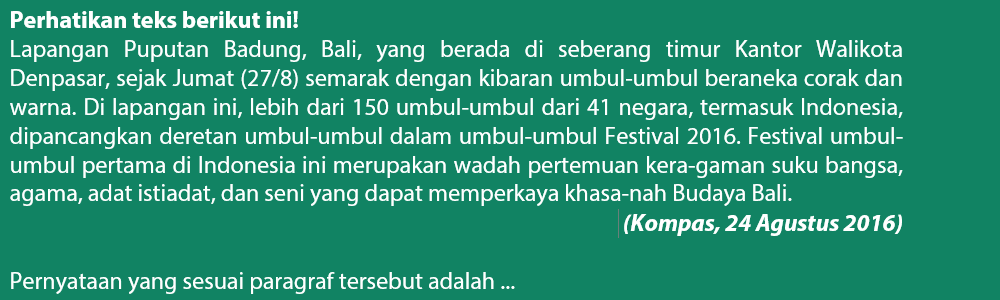 Perhatikan teks berikut ini!
Lapangan Puputan Badung, Bali, yang berada di seberang timur Kantor Walikota
Denpasar, sejak Jumat (27/8) semarak dengan kibaran umbul-umbul beraneka corak dan
warna. Di lapangan ini, lebih dari 150 umbul-umbul dari 41 negara, termasuk Indonesia,
dipancangkan deretan umbul-umbul dalam umbul-umbul Festival 2016. Festival umbul-
umbul pertama di Indonesia ini merupakan wadah pertemuan kera-gaman suku bangsa,
agama, adat istiadat, dan seni yang dapat memperkaya khasa-nah Budaya Bali.
(Kompas, 24 Agustus 2016)
Pernyataan yang sesuai paragraf tersebut adalah ...